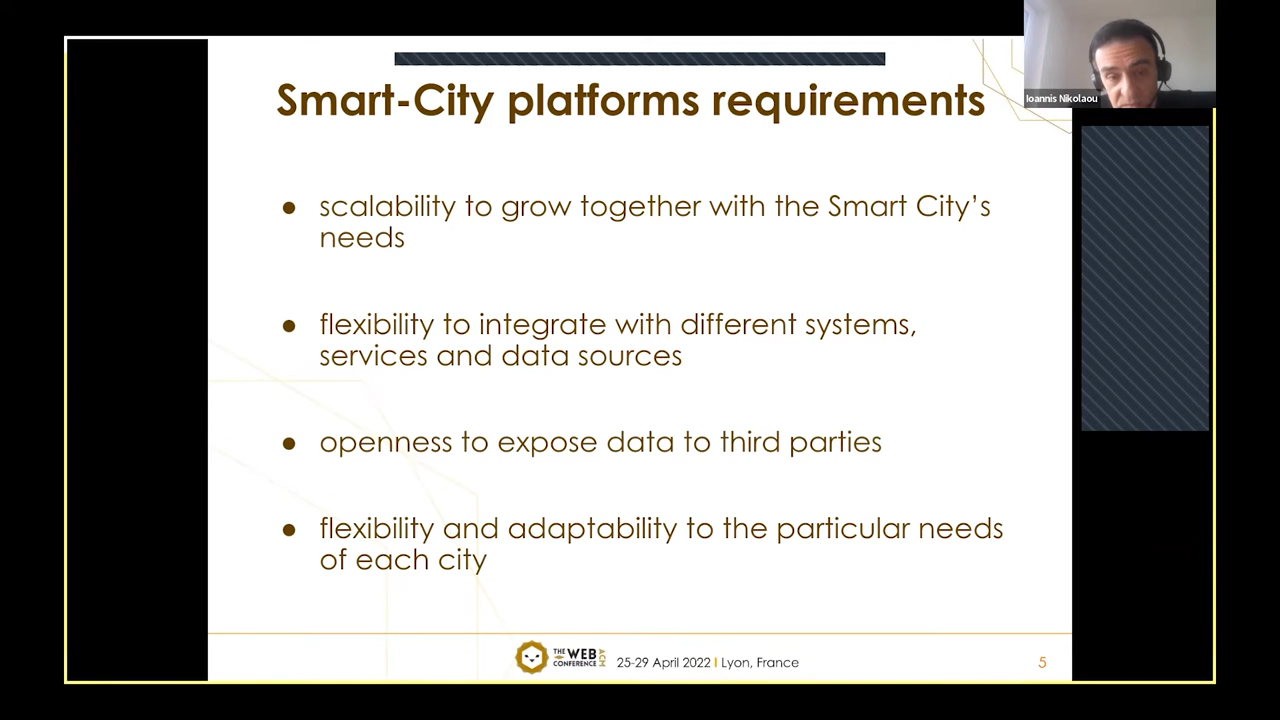 Smart-City platforms requirements
Ioannis Nikolaou
● scalability to grow together with the Smart City’s
needs
● flexibility to integrate with different systems,
services and data sources
● openness to expose data to third parties
● flexibility and adaptability to the particular needs
of each city
THE WEB
CONFERENCE
ACM
25-29 April 2022 | Lyon, France
5